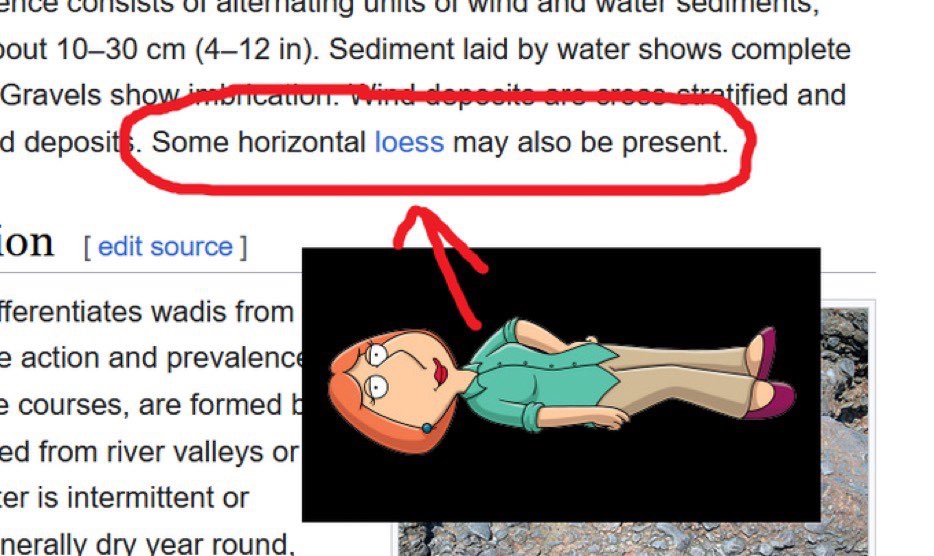 ence consists of alternating units of wind and water sediments,
bout 10–30 cm (4–12 in). Sediment laid by water shows complete
Gravels show imbrication. Wind deposits are cross-stratified and
d deposits. Some horizontal loess may also be present.
ion [ edit source ]
fferentiates wadis from
e action and prevalence
e courses, are formed b
ed from river valleys or
ter is intermittent or
nerally dry year round,